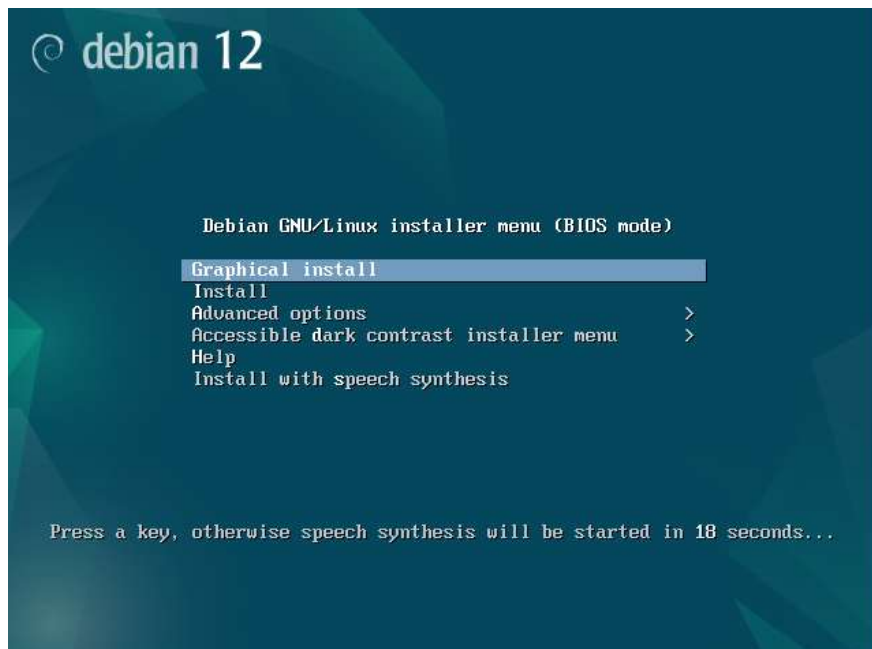 debian 12
Debian GNU/Linux installer menu (BIOS mode)
Graphical install
Install
Advanced options >
Accessible dark contrast installer menu >
Help
Install with speech synthesis
Press a key, otherwise speech synthesis will be started in 18 seconds...